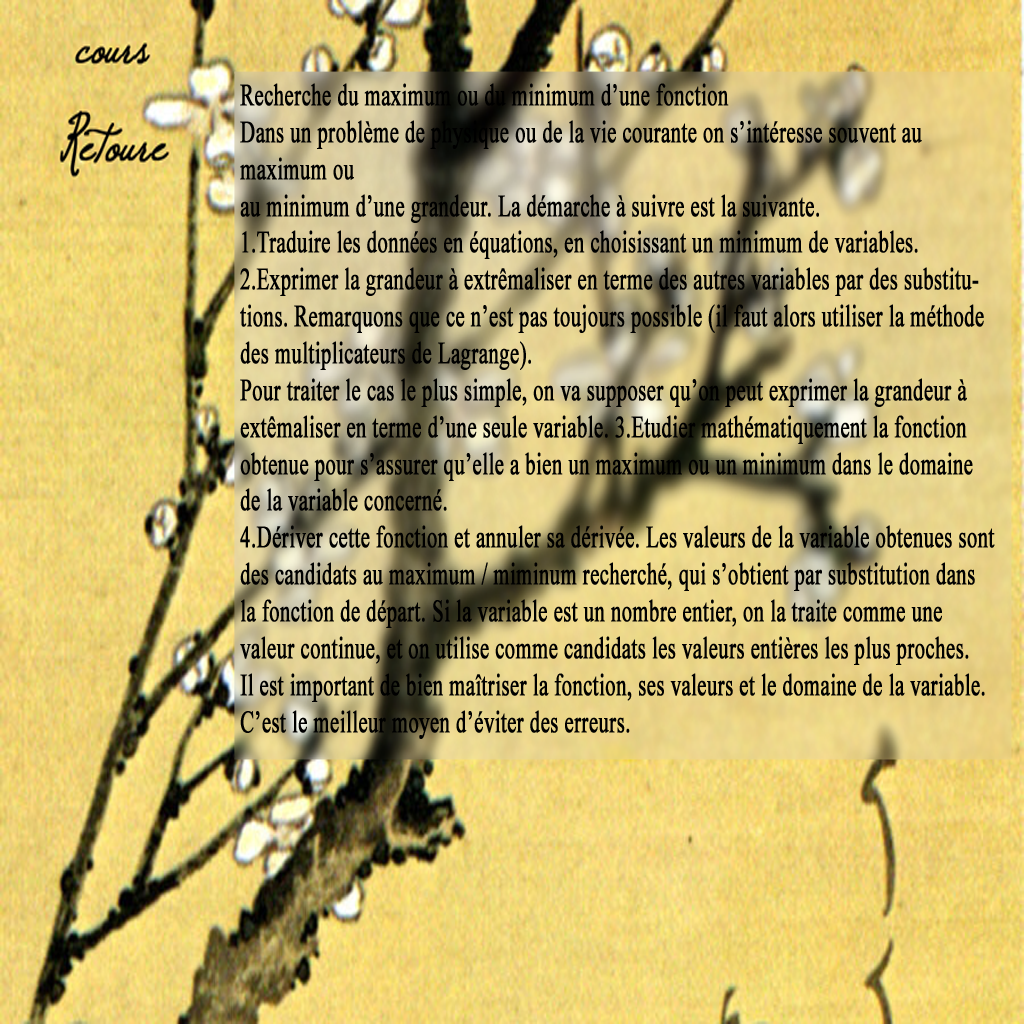 cours
Retoure
Recherche du maximum ou du minimum d’une fonction
Dans un problème de physique ou de la vie courante on s’intéresse souvent au
maximum ou
au minimum d’une grandeur. La démarche à suivre est la suivante.
1.Traduire les données en équations, en choisissant un minimum de variables.
2.Exprimer la grandeur à extrêmaliser en terme des autres variables par des substitu-
tions. Remarquons que ce n’est pas toujours possible (il faut alors utiliser la méthode
des multiplicateurs de Lagrange).
Pour traiter le cas le plus simple, on va supposer qu’on peut exprimer la grandeur à
extêmaliser en terme d’une seule variable. 3.Etudier mathématiquement la fonction
obtenue pour s’assurer qu’elle a bien un maximum ou un minimum dans le domaine
de la variable concerné.
4.Dériver cette fonction et annuler sa dérivée. Les valeurs de la variable obtenues sont
des candidats au maximum / miminum recherché, qui s’obtient par substitution dans
la fonction de départ. Si la variable est un nombre entier, on la traite comme une
valeur continue, et on utilise comme candidats les valeurs entières les plus proches.
Il est important de bien maîtriser la fonction, ses valeurs et le domaine de la variable.
C’est le meilleur moyen d’éviter des erreurs.